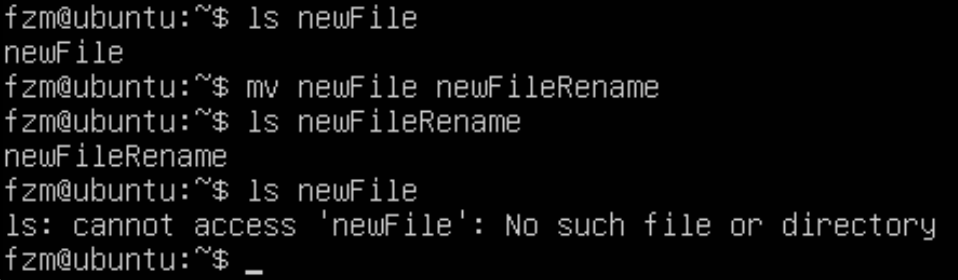 fzm@ubuntu:~$ ls newFile
newFile
fzm@ubuntu:~$ mv newFile newFileRename
fzm@ubuntu:~$ ls newFileRename
newFileRename
fzm@ubuntu:~$ ls newFile
ls: cannot access 'newFile': No such file or directory
fzm@ubuntu:~$ _